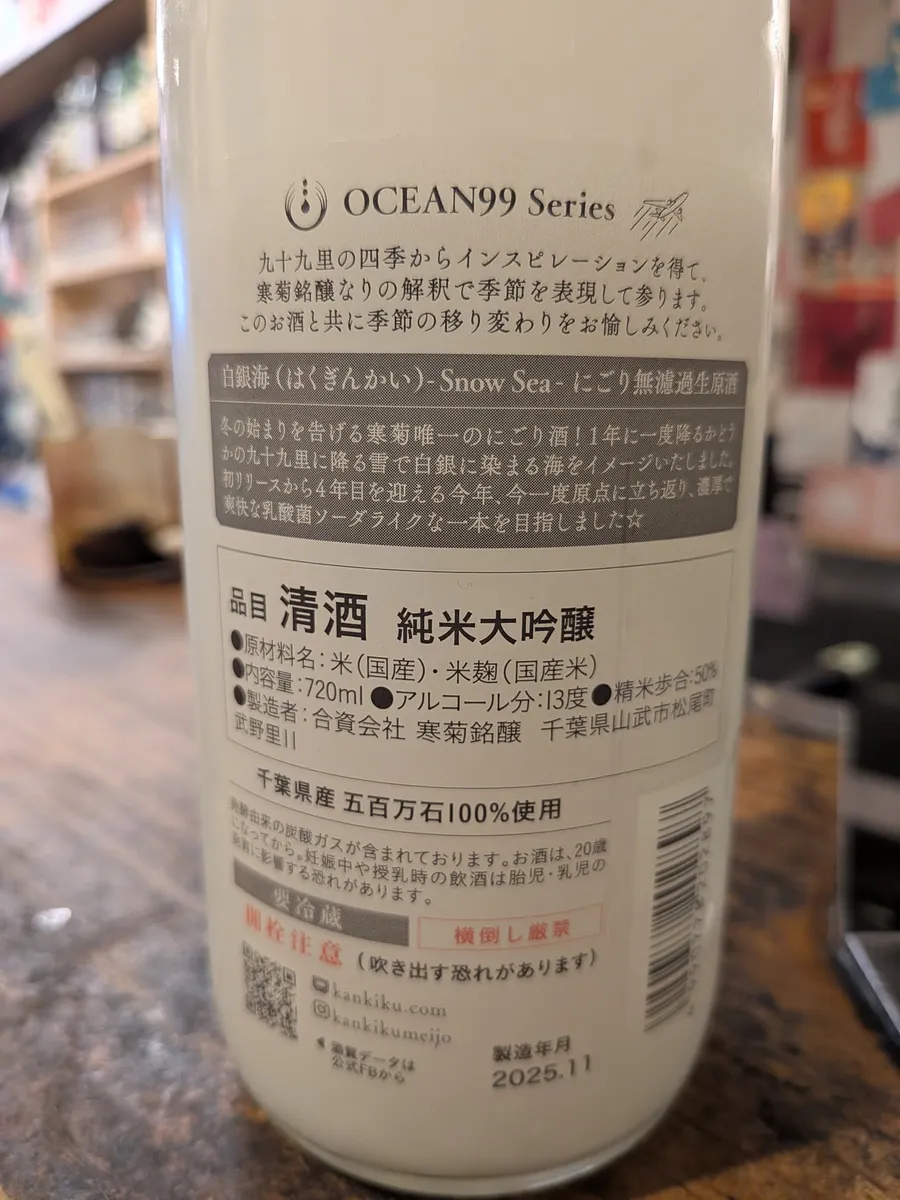 OCEAN99 Series
九十九里の四季からインスピレーションを得て、
寒菊銘醸なりの解釈で季節を表現して参ります。
このお酒と共に季節の移り変わりをお愉しみください。
白銀海(はくぎんかい)- Snow Sea - にごり無濾過生原酒
冬の始まりを告げる寒菊唯一のにごり酒！1年に一度降るかどう
かの九十九里に降る雪で白銀に染まる海をイメージいたしました。
初リリースから4年目を迎える今年、今一度原点に立ち返り、濃厚で
爽快な乳酸菌ソーダライクな一本を目指しました☆
品目 清酒 純米大吟醸
●原材料名：米(国産)・米麹(国産米)
●内容量：720ml ●アルコール分：13度 ●精米歩合：50%
●製造者：合資会社 寒菊銘醸 千葉県山武市松尾町
武野里11
千葉県産 五百万石100%使用
発酵由来の炭酸ガスが含まれております。お酒は、20歳
になってから。妊娠中や授乳時の飲酒は胎児・乳児の
発育に影響する恐れがあります。
要冷蔵
横倒し厳禁
開栓注意 (吹き出す恐れがあります)
kankiku.com
kankikumeijo
酒質データは
公式FBから
製造年月
2025.11